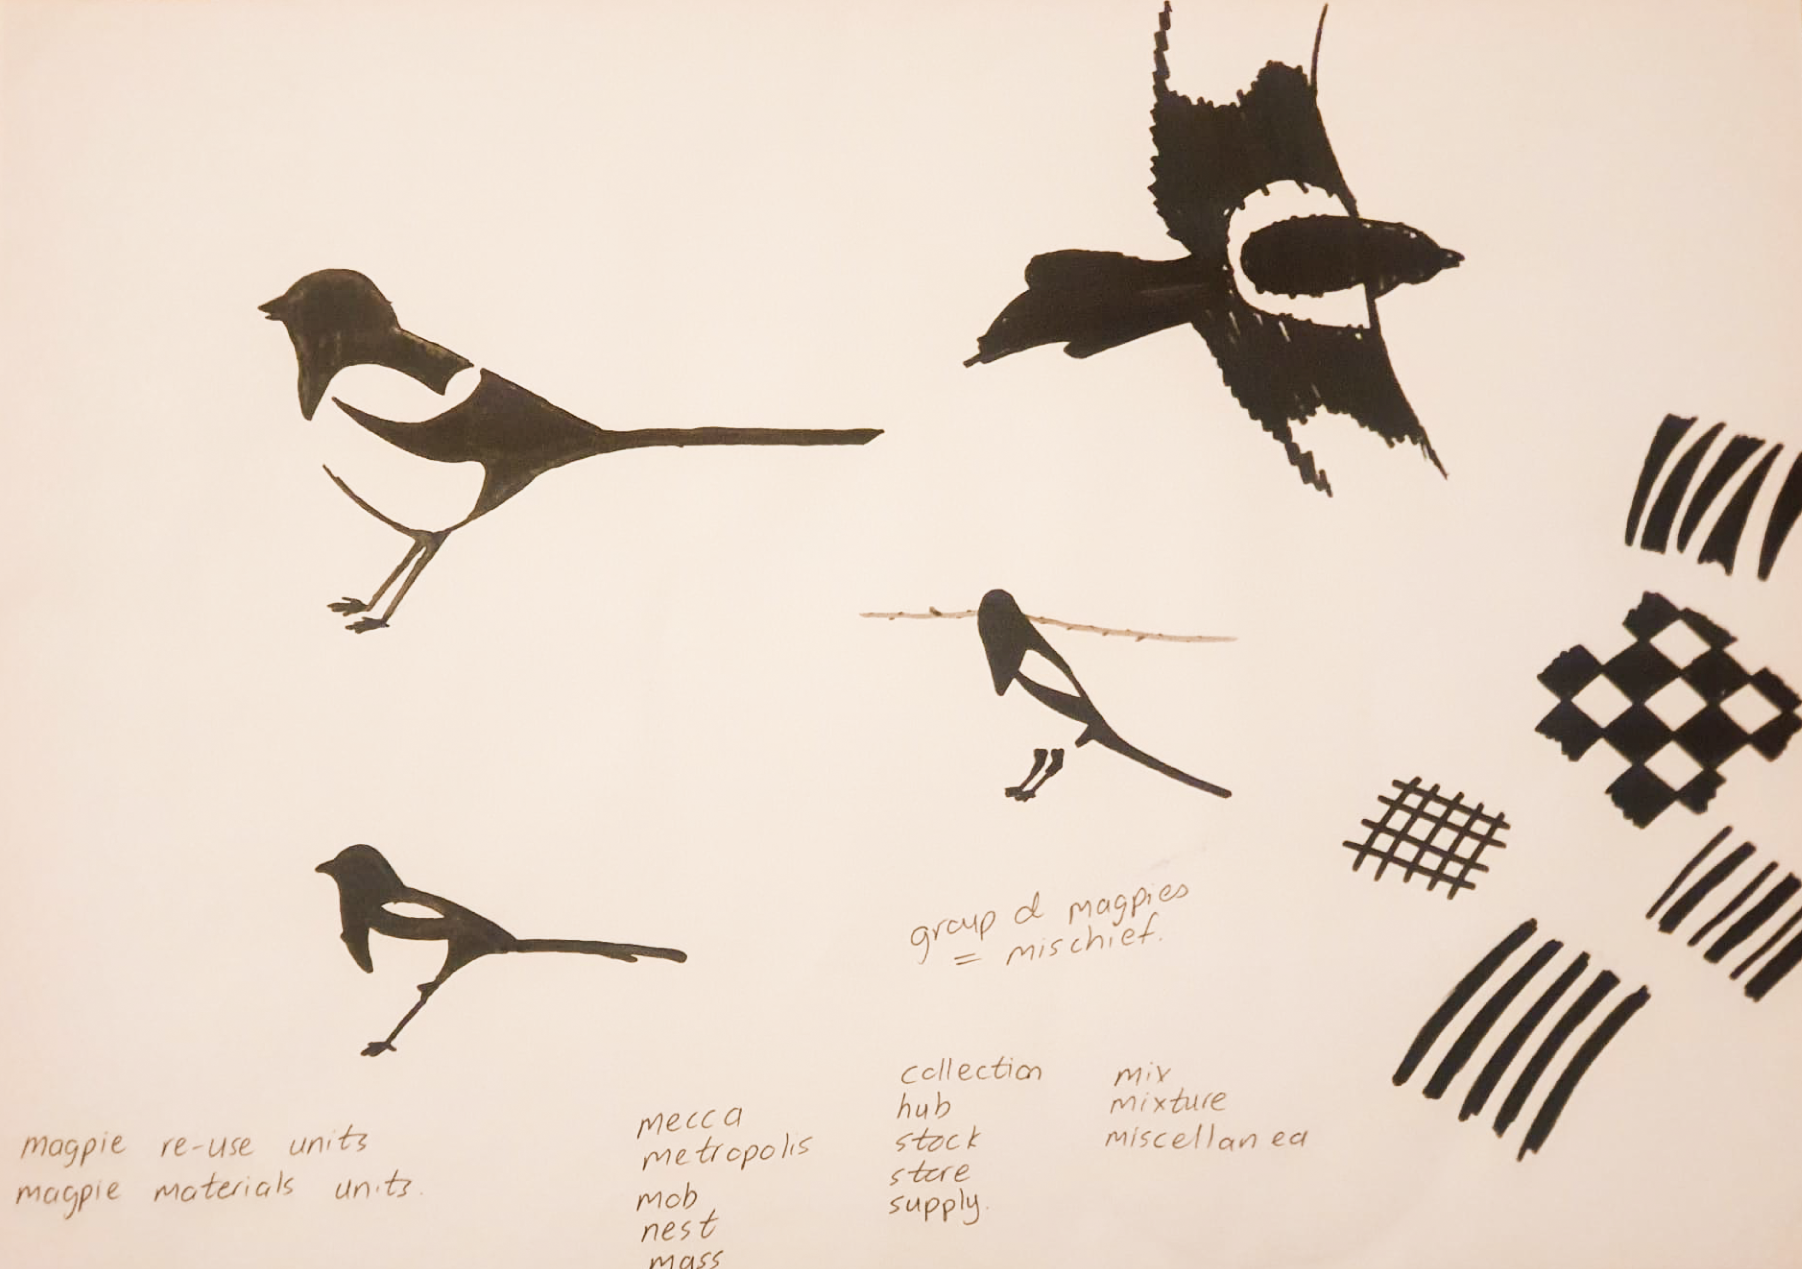 group of magpies
= mischief.
magpie re-use units
magpie materials units.
mecca
metropolis
mob
nest
mass
collection
hub
stock
store
supply.
mix
mixture
miscellanea